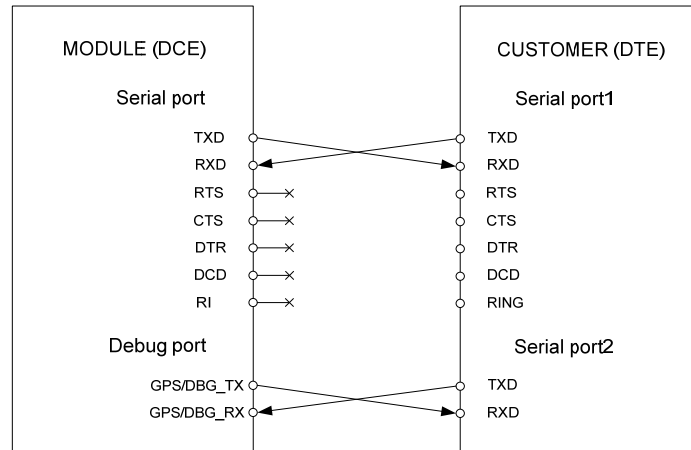 MODULE (DCE)
CUSTOMER (DTE)
Serial port
Serial port1
TXD
TXD
RXD
RXD
RTS
RTS
CTS
CTS
DTR
DTR
DCD
DCD
RI
RING
Debug port
Serial port2
GPS/DBG_TX
TXD
GPS/DBG_RX
RXD